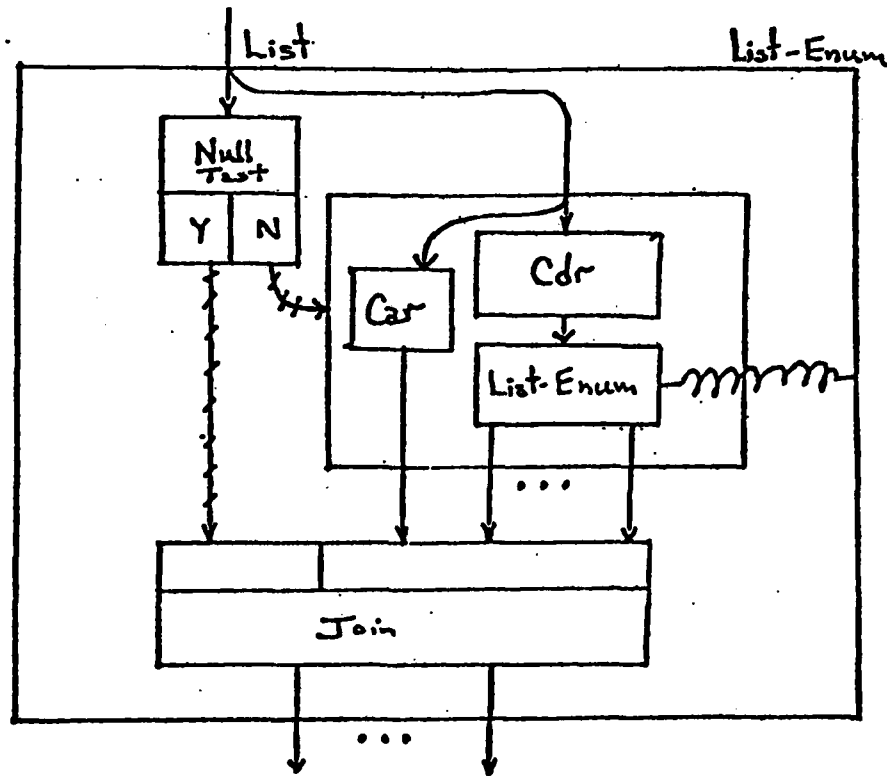 List
List-Enum
Null
Test
Y
N
Car
Cdr
List-Enum
...
Join
...